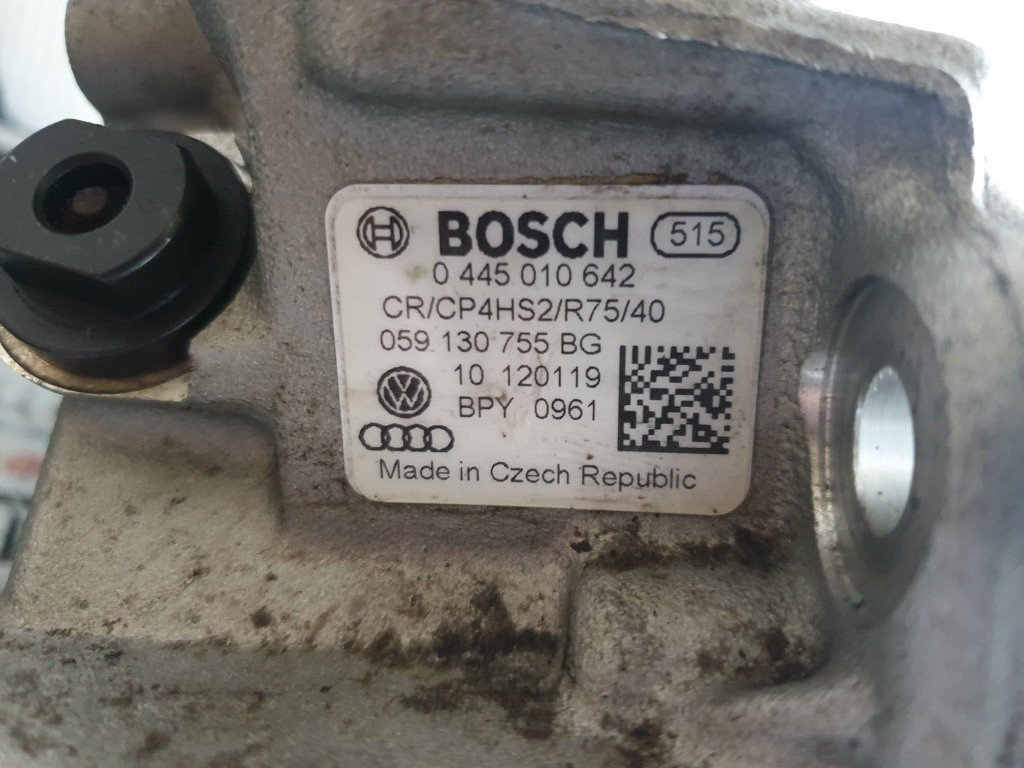 BOSCH 515
0 445 010 642
CR/CP4HS2/R75/40
059 130 755 BG
10 120119
BPY 0961
Made in Czech Republic